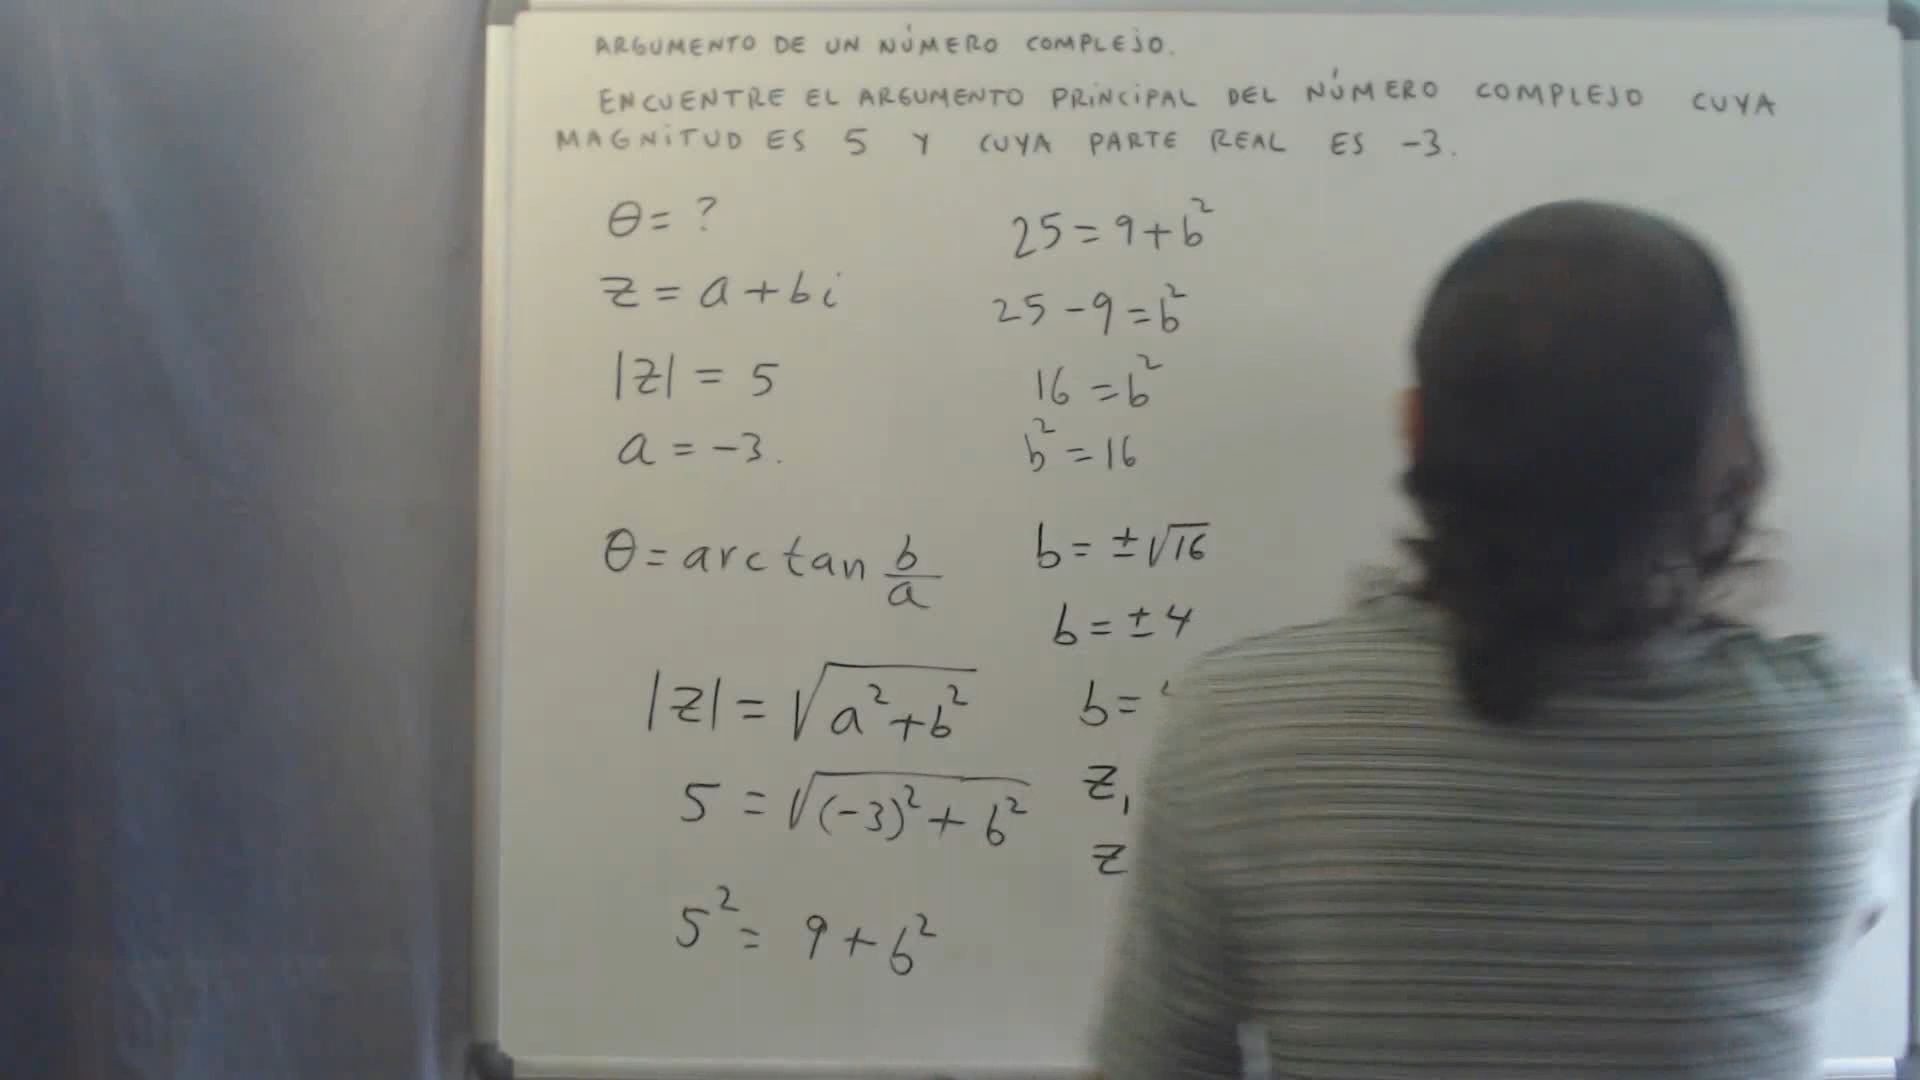 ARGUMENTO DE UN NÚMERO COMPLEJO.
ENCUENTRE EL ARGUMENTO PRINCIPAL DEL NÚMERO COMPLEJO CUYA
MAGNITUD ES 5 Y CUYA PARTE REAL ES -3.
θ = ?
z = a + bi
|z| = 5
a = -3.
θ = arctan b/a
|z| = √(a² + b²)
5 = √((-3)² + b²)
5² = 9 + b²
25 = 9 + b²
25 - 9 = b²
16 = b²
b² = 16
b = ±√16
b = ±4
b =
z₁
z